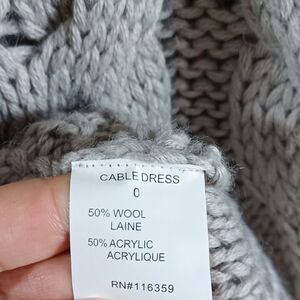 CABLE DRESS
0
50% WOOL
LAINE
50% ACRYLIC
ACRYLIQUE
RN#116359